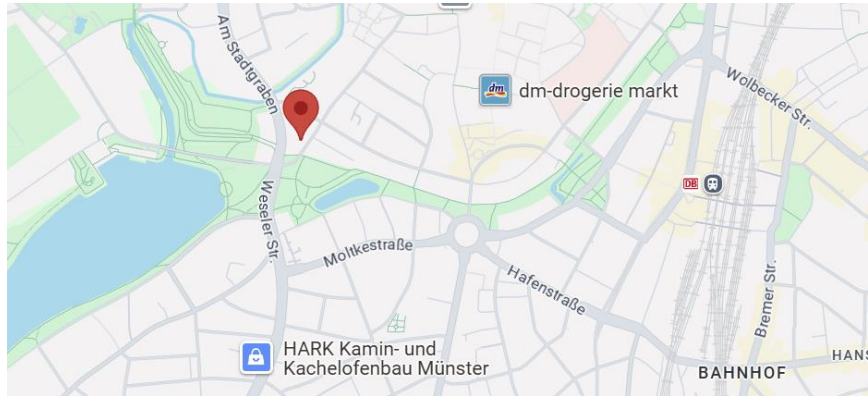 Am Stadtgraben
dm
dm-drogerie markt
Wolbecker Str.
DB
Weseler Str.
Moltkestraße
Hafenstraße
Bremer Str.
HARK Kamin- und
Kachelofenbau Münster
BAHNHOF
HANS